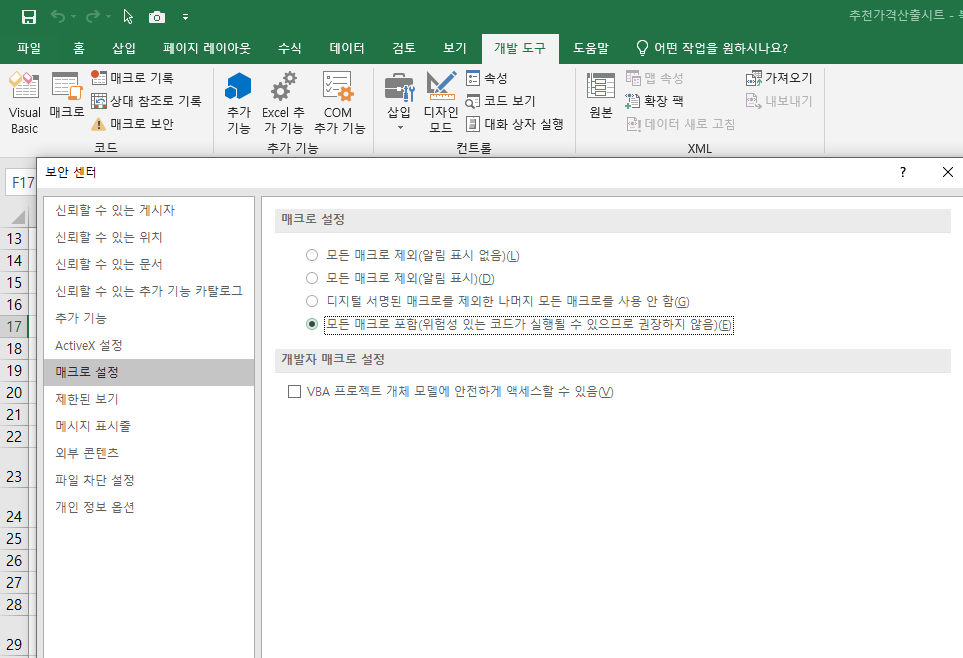 추천가격산출시트 -
파일 홈 삽입 페이지 레이아웃 수식 데이터 검토 보기 개발 도구 도움말 어떤 작업을 원하시나요?
Visual Basic
매크로
매크로 기록
상대 참조로 기록
매크로 보안
코드
추가 기능
Excel 추가 기능
COM 추가 기능
추가 기능
삽입
디자인 모드
속성
코드 보기
대화 상자 실행
컨트롤
원본
맵 속성
확장 팩
데이터 새로 고침
가져오기
내보내기
XML
F17
보안 센터 ?
신뢰할 수 있는 게시자
신뢰할 수 있는 위치
신뢰할 수 있는 문서
신뢰할 수 있는 추가 기능 카탈로그
추가 기능
ActiveX 설정
매크로 설정
제한된 보기
메시지 표시줄
외부 콘텐츠
파일 차단 설정
개인 정보 옵션
매크로 설정
모든 매크로 제외(알림 표시 없음)(L)
모든 매크로 제외(알림 표시)(D)
디지털 서명된 매크로를 제외한 나머지 모든 매크로를 사용 안 함(G)
모든 매크로 포함(위험성 있는 코드가 실행될 수 있으므로 권장하지 않음)(E)
개발자 매크로 설정
VBA 프로젝트 개체 모델에 안전하게 액세스할 수 있음(V)
13
14
15
16
17
18
19
20
21
22
23
24
25
26
27
28
29